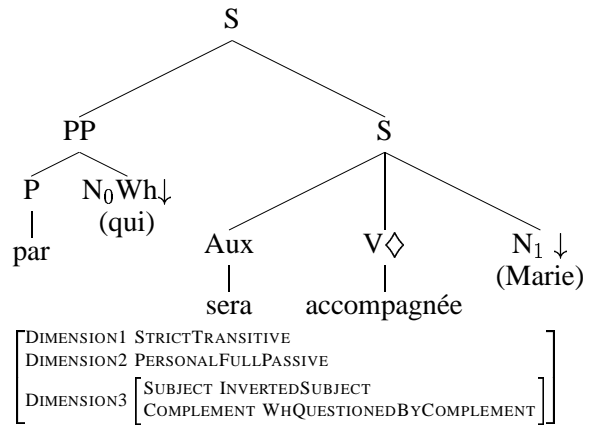 S
PP S
P N₀Wh↓
(qui)
par
Aux V◇ N₁ ↓
(Marie)
sera accompagnée
DIMENSION1 STRICTTRANSITIVE
DIMENSION2 PERSONALFULLPASSIVE
DIMENSION3 SUBJECT INVERTEDSUBJECT
COMPLEMENT WHQUESTIONEDBYCOMPLEMENT